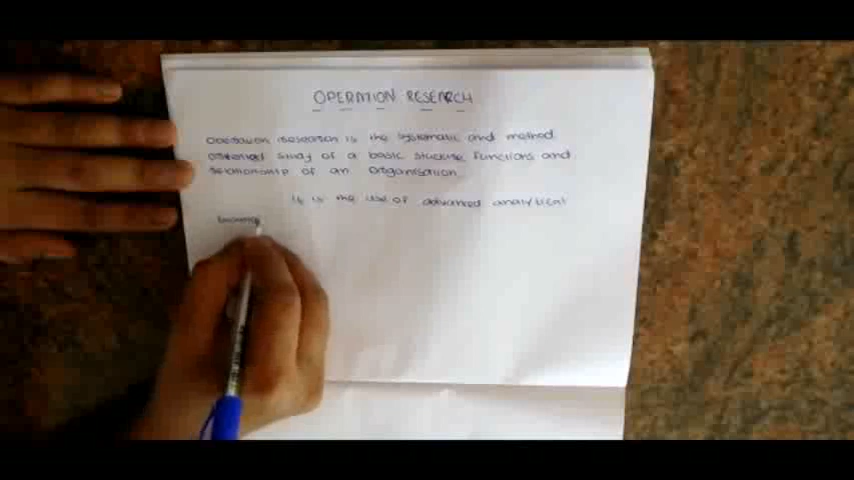 OPERATION RESEARCH
Operation research is the systematic and method
oriented study of a basic structure, functions and
relationship of an organisation.
It is the use of advanced analytical